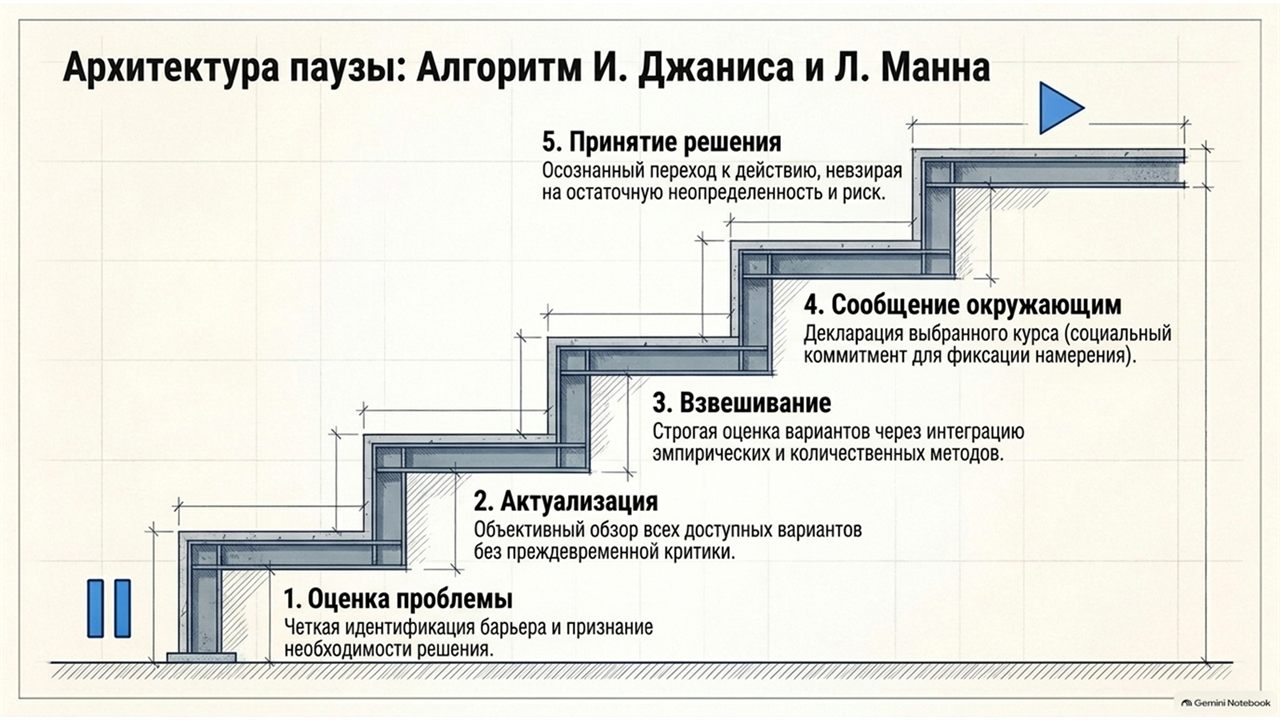 Архитектура паузы: Алгоритм И. Джаниса и Л. Манна
5. Принятие решения
Осознанный переход к действию, невзирая
на остаточную неопределенность и риск.
4. Сообщение окружающим
Декларация выбранного курса (социальный
коммитмент для фиксации намерения).
3. Взвешивание
Строгая оценка вариантов через интеграцию
эмпирических и количественных методов.
2. Актуализация
Объективный обзор всех доступных вариантов
без преждевременной критики.
1. Оценка проблемы
Четкая идентификация барьера и признание
необходимости решения.
Gemini Notebook